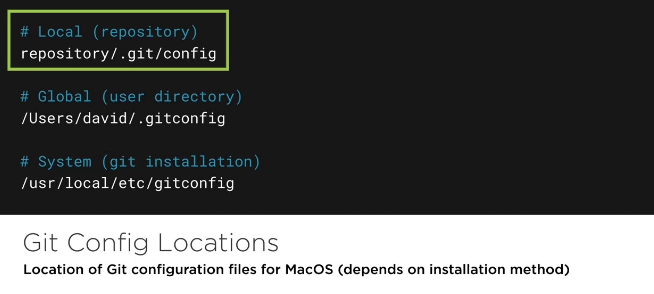 # Local (repository)
repository/.git/config
# Global (user directory)
/Users/david/.gitconfig
# System (git installation)
/usr/local/etc/gitconfig
Git Config Locations
Location of Git configuration files for MacOS (depends on installation method)